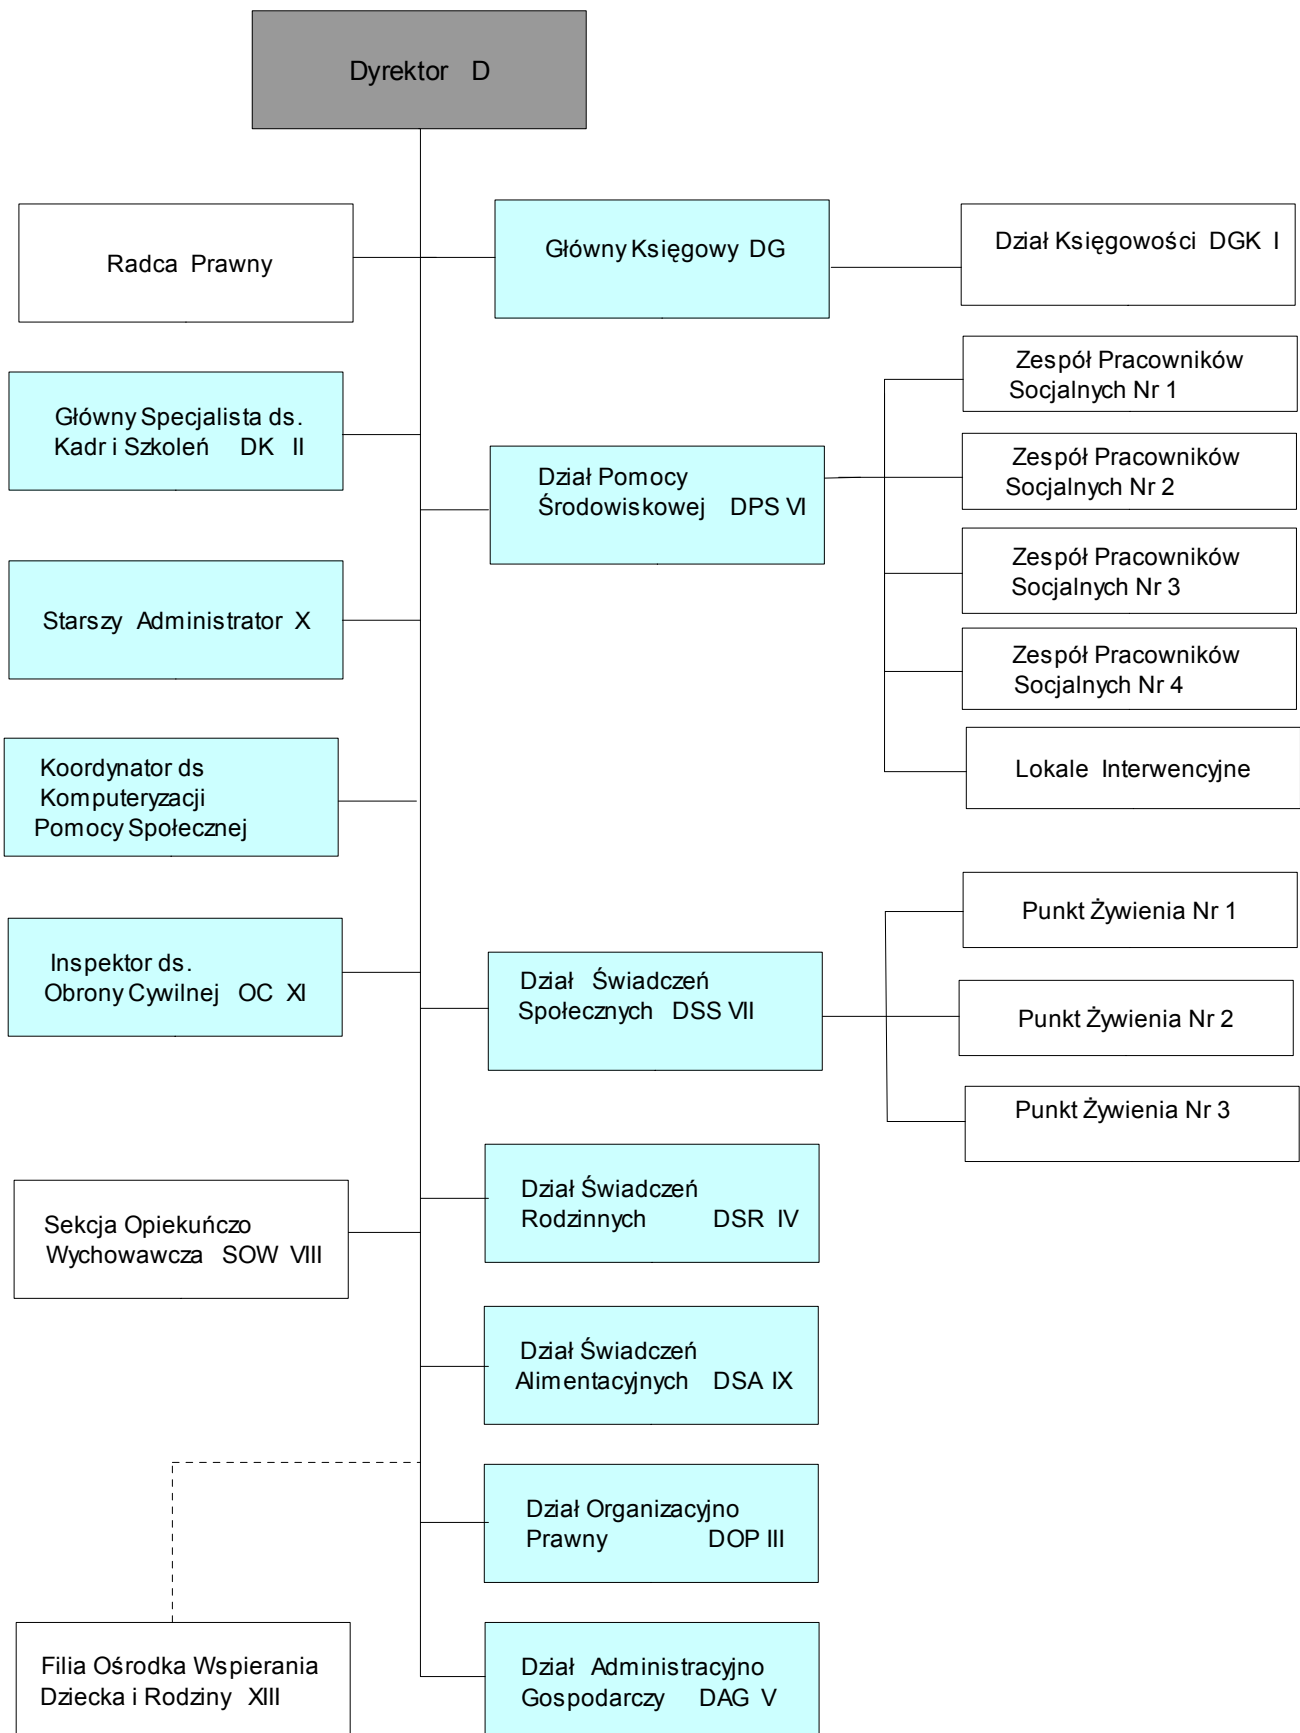 Dyrektor D
Radca Prawny
Główny Księgowy DG
Dział Księgowości DGK I
Główny Specjalista ds.
Kadr i Szkoleń DK II
Dział Pomocy
Środowiskowej DPS VI
Zespół Pracowników
Socjalnych Nr 1
Zespół Pracowników
Socjalnych Nr 2
Zespół Pracowników
Socjalnych Nr 3
Zespół Pracowników
Socjalnych Nr 4
Lokale Interwencyjne
Starszy Administrator X
Koordynator ds
Komputeryzacji
Pomocy Społecznej
Inspektor ds.
Obrony Cywilnej OC XI
Dział Świadczeń
Społecznych DSS VII
Punkt Żywienia Nr 1
Punkt Żywienia Nr 2
Punkt Żywienia Nr 3
Sekcja Opiekuńczo
Wychowawcza SOW VIII
Dział Świadczeń
Rodzinnych DSR IV
Dział Świadczeń
Alimentacyjnych DSA IX
Dział Organizacyjno
Prawny DOP III
Filia Ośrodka Wspierania
Dziecka i Rodziny XIII
Dział Administracyjno
Gospodarczy DAG V